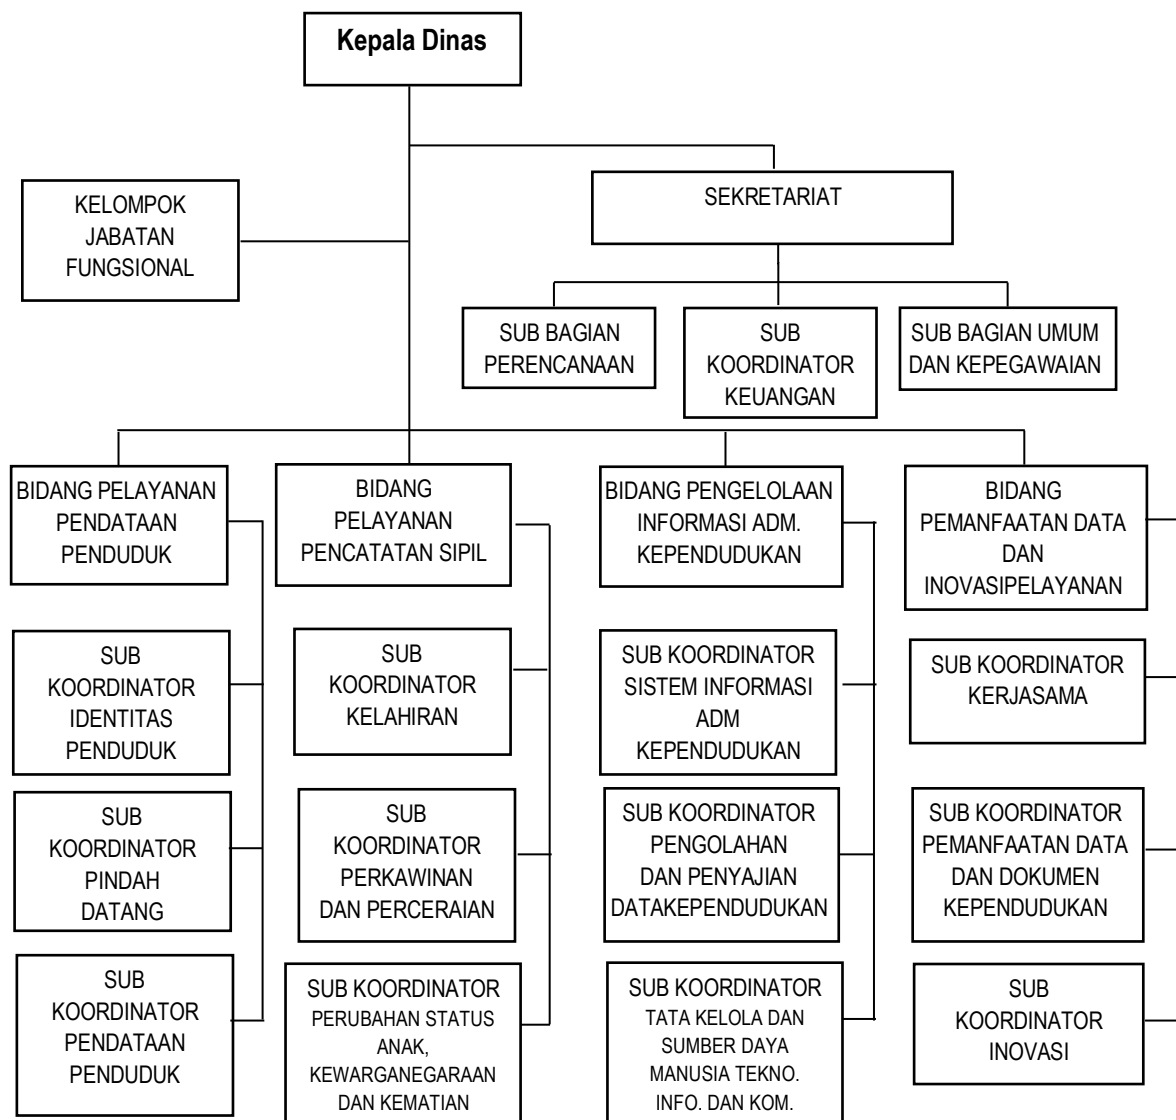 Kepala Dinas
KELOMPOK
JABATAN
FUNGSIONAL
SEKRETARIAT
SUB BAGIAN
PERENCANAAN
SUB
KOORDINATOR
KEUANGAN
SUB BAGIAN UMUM
DAN KEPEGAWAIAN
BIDANG PELAYANAN
PENDATAAN
PENDUDUK
BIDANG
PELAYANAN
PENCATATAN SIPIL
BIDANG PENGELOLAAN
INFORMASI ADM.
KEPENDUDUKAN
BIDANG
PEMANFAATAN DATA
DAN
INOVASIPELAYANAN
SUB
KOORDINATOR
IDENTITAS
PENDUDUK
SUB
KOORDINATOR
KELAHIRAN
SUB KOORDINATOR
SISTEM INFORMASI
ADM
KEPENDUDUKAN
SUB KOORDINATOR
KERJASAMA
SUB
KOORDINATOR
PINDAH
DATANG
SUB
KOORDINATOR
PERKAWINAN
DAN PERCERAIAN
SUB KOORDINATOR
PENGOLAHAN
DAN PENYAJIAN
DATAKEPENDUDUKAN
SUB KOORDINATOR
PEMANFAATAN DATA
DAN DOKUMEN
KEPENDUDUKAN
SUB
KOORDINATOR
PENDATAAN
PENDUDUK
SUB KOORDINATOR
PERUBAHAN STATUS
ANAK,
KEWARGANEGARAAN
DAN KEMATIAN
SUB KOORDINATOR
TATA KELOLA DAN
SUMBER DAYA
MANUSIA TEKNO.
INFO. DAN KOM.
SUB
KOORDINATOR
INOVASI